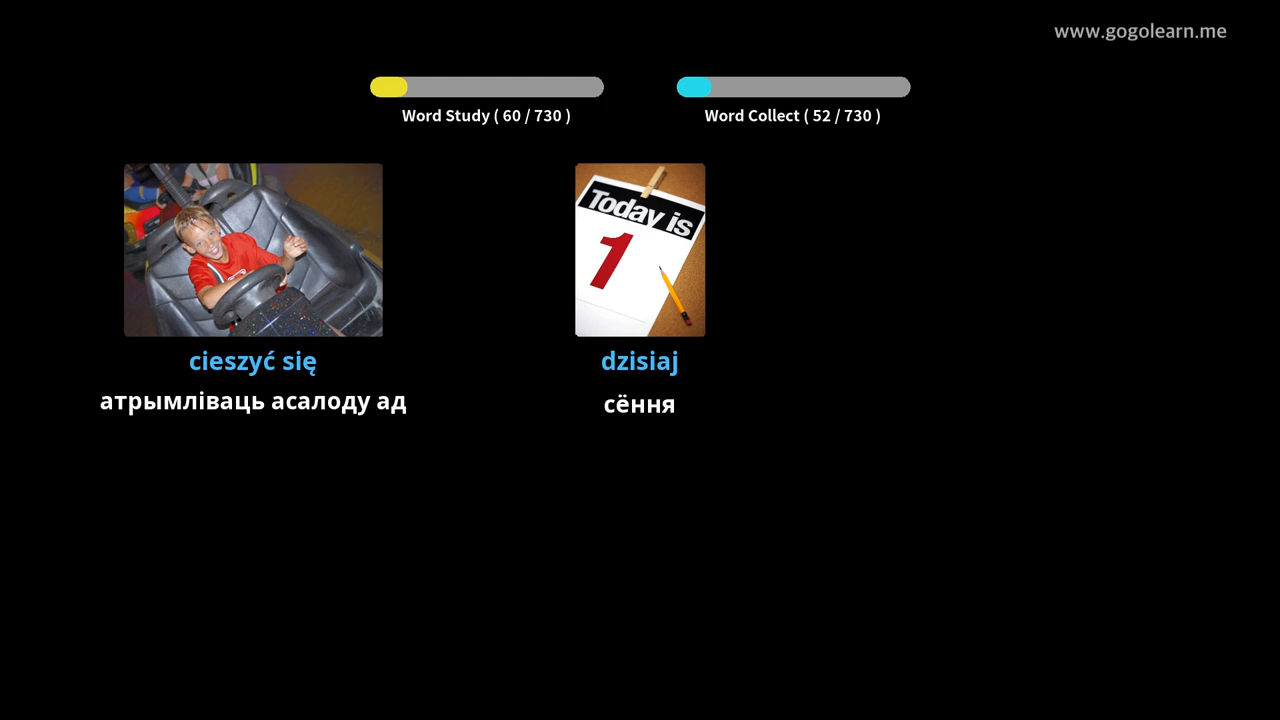 www.gogolearn.me
Word Study ( 60 / 730 )
Word Collect ( 52 / 730 )
Today is
1
cieszyć się
dzisiaj
атрымліваць асалоду ад
сёння